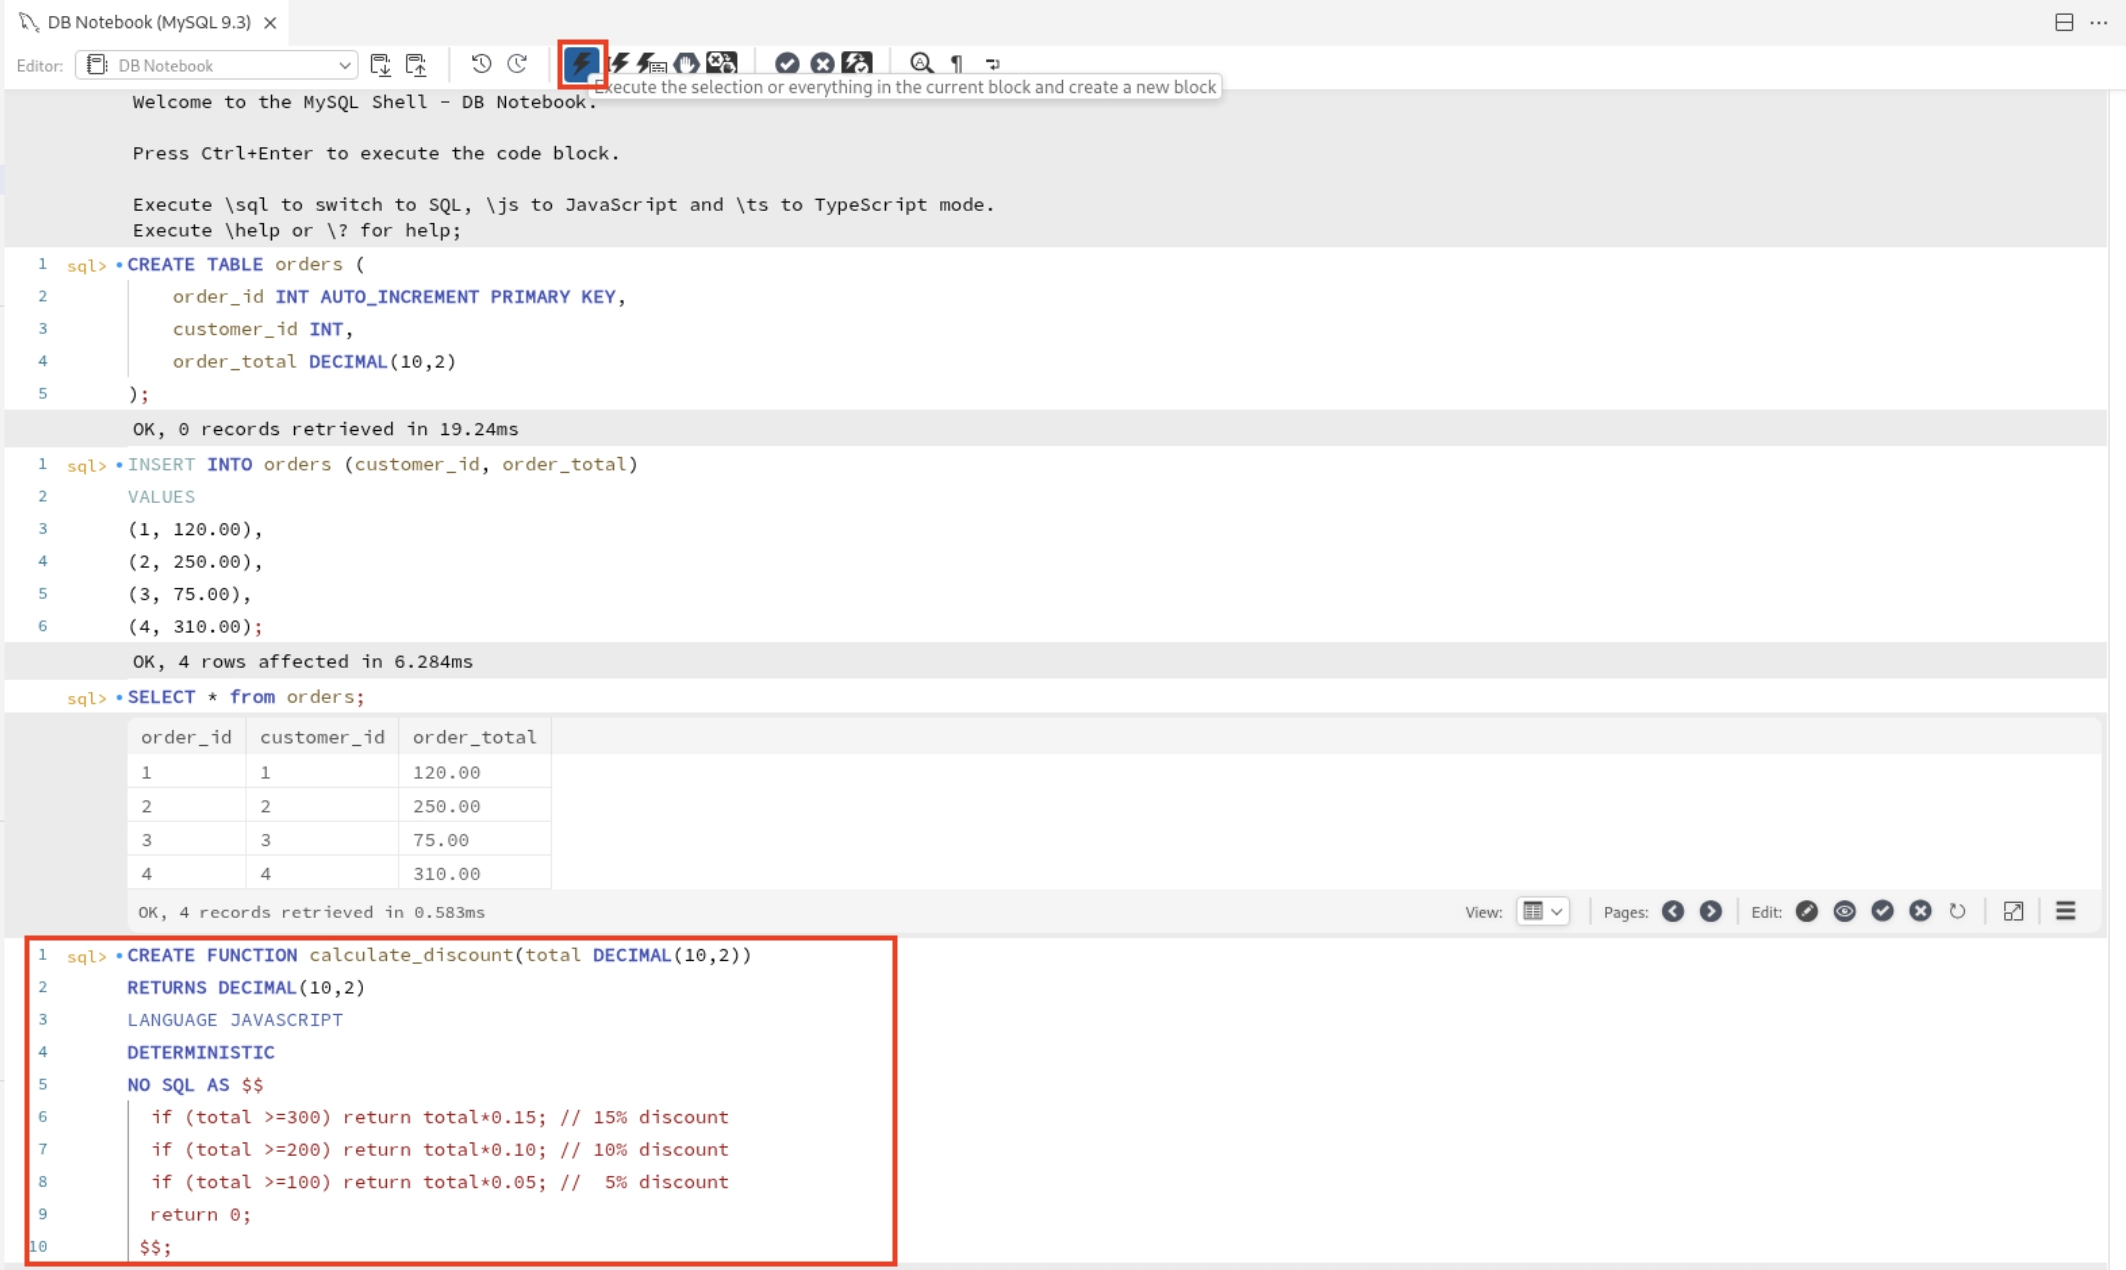 DB Notebook (MySQL 9.3)
Editor: DB Notebook
Execute the selection or everything in the current block and create a new block
Welcome to the MySQL Shell - DB Notebook.
Press Ctrl+Enter to execute the code block.
Execute \sql to switch to SQL, \js to JavaScript and \ts to TypeScript mode.
Execute \help or \? for help;
1 sql> CREATE TABLE orders (
2 order_id INT AUTO_INCREMENT PRIMARY KEY,
3 customer_id INT,
4 order_total DECIMAL(10,2)
5 );
OK, 0 records retrieved in 19.24ms
1 sql> INSERT INTO orders (customer_id, order_total)
2 VALUES
3 (1, 120.00),
4 (2, 250.00),
5 (3, 75.00),
6 (4, 310.00);
OK, 4 rows affected in 6.284ms
sql> SELECT * from orders;
order_id customer_id order_total
1 1 120.00
2 2 250.00
3 3 75.00
4 4 310.00
OK, 4 records retrieved in 0.583ms View: Pages: Edit:
1 sql> CREATE FUNCTION calculate_discount(total DECIMAL(10,2))
2 RETURNS DECIMAL(10,2)
3 LANGUAGE JAVASCRIPT
4 DETERMINISTIC
5 NO SQL AS $$
6 if (total >=300) return total*0.15; // 15% discount
7 if (total >=200) return total*0.10; // 10% discount
8 if (total >=100) return total*0.05; //  5% discount
9 return 0;
10 $$;